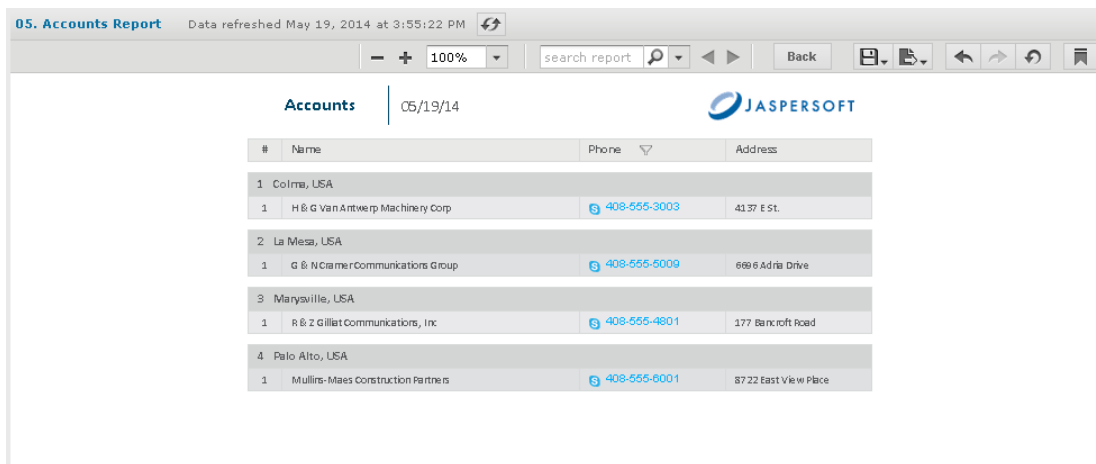 05. Accounts Report Data refreshed May 19, 2014 at 3:55:22 PM
100% search report Back
Accounts 05/19/14 JASPERSOFT
# Name Phone Address
1 Colma, USA
1 H & G Van Antwerp Machinery Corp 408-555-3003 4137 E St.
2 La Mesa, USA
1 G & N Cramer Communications Group 408-555-5009 6696 Adria Drive
3 Marysville, USA
1 R & Z Gilliat Communications, Inc 408-555-4801 177 Bancroft Road
4 Palo Alto, USA
1 Mullins-Maes Construction Partners 408-555-6001 8722 East View Place